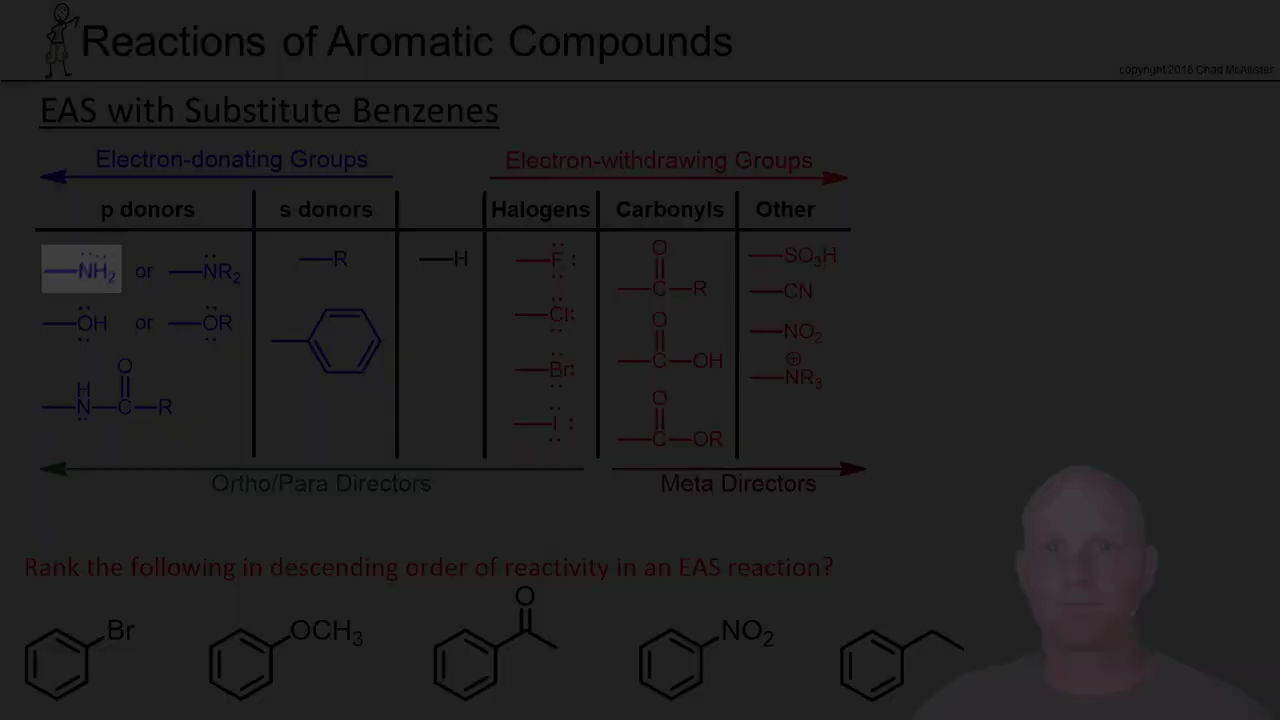 Reactions of Aromatic Compounds
copyright 2016 Chad McAllister
EAS with Substitute Benzenes
Electron-donating Groups
Electron-withdrawing Groups
p donors s donors Halogens Carbonyls Other
—NH2 or —NR2
—OH or —OR
H O
—N—C—R
—R
—H
—F:
—Cl:
—Br:
—I:
O
—C—R
O
—C—OH
O
—C—OR
—SO3H
—CN
—NO2
⊕
—NR3
Ortho/Para Directors
Meta Directors
Rank the following in descending order of reactivity in an EAS reaction?
Br
OCH3
O
NO2